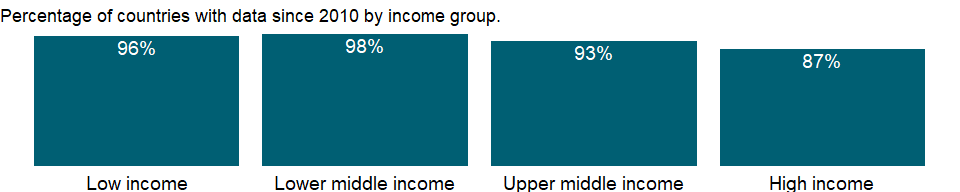 Percentage of countries with data since 2010 by income group.
96% 98% 93% 87%
Low income Lower middle income Upper middle income High income